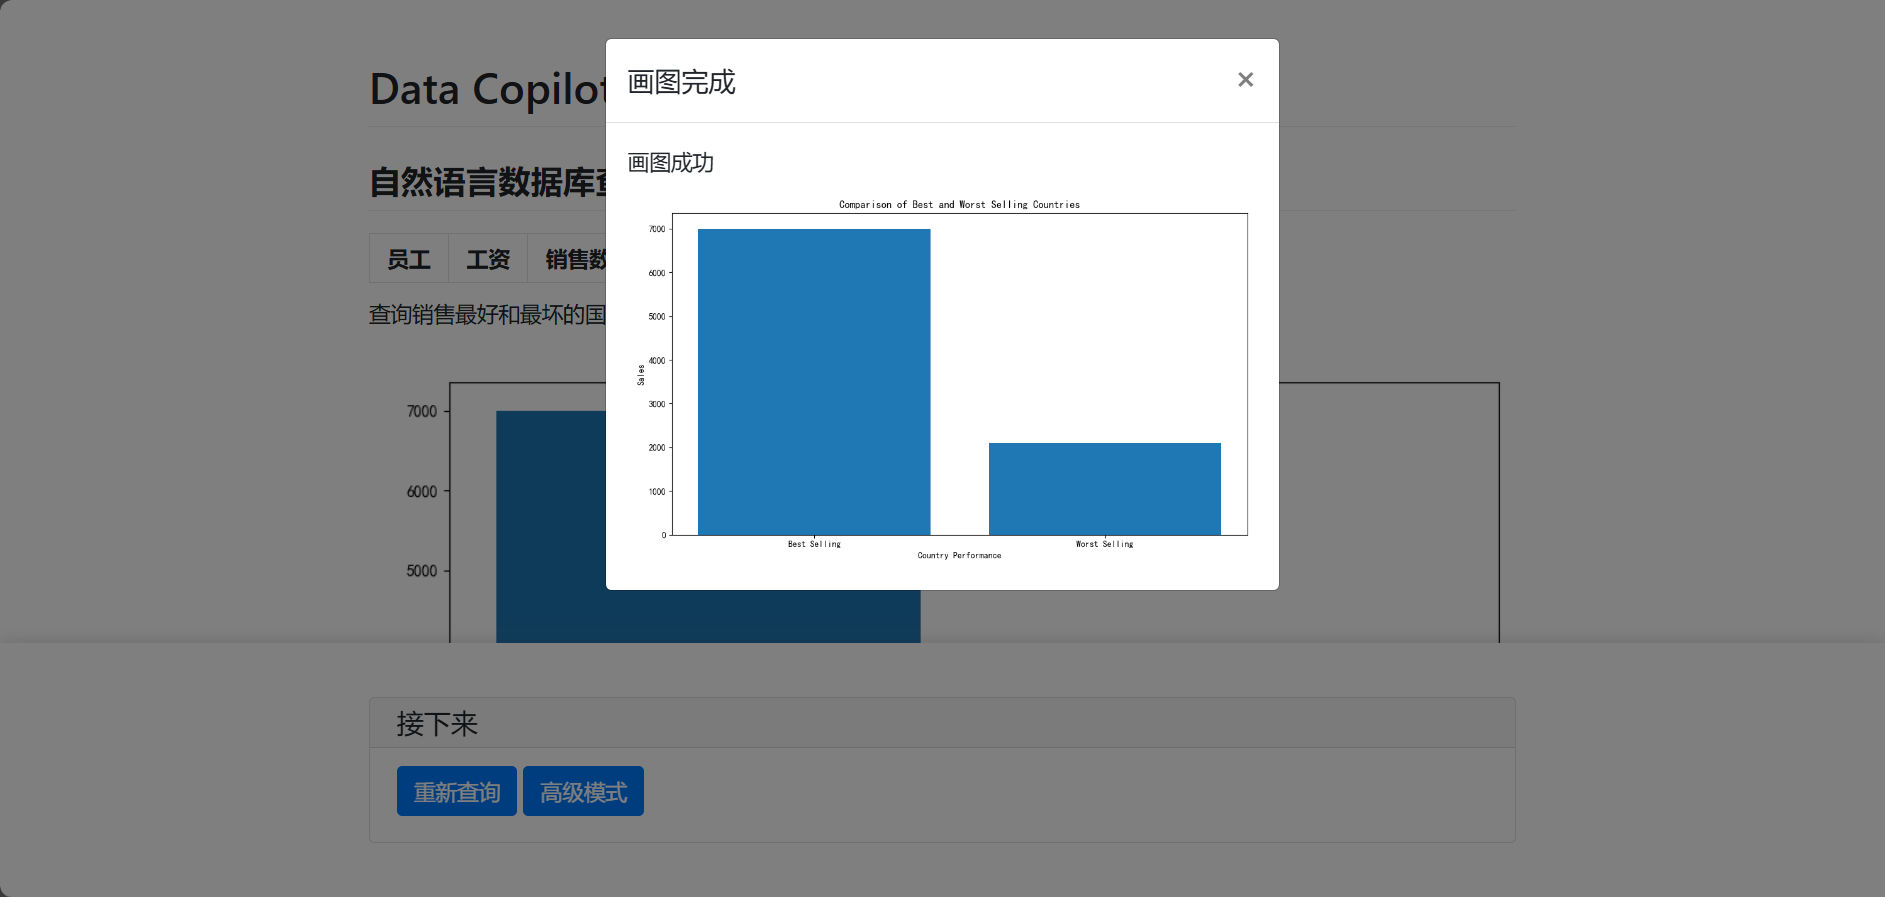 Data Copilot
自然语言数据库
员工 工资 销售数
查询销售最好和最坏的国
7000
6000
5000
画图完成
×
画图成功
Comparison of Best and Worst Selling Countries
7000
6000
5000
4000
3000
2000
1000
0
Sales
Best Selling Worst Selling
Country Performance
接下来
重新查询 高级模式